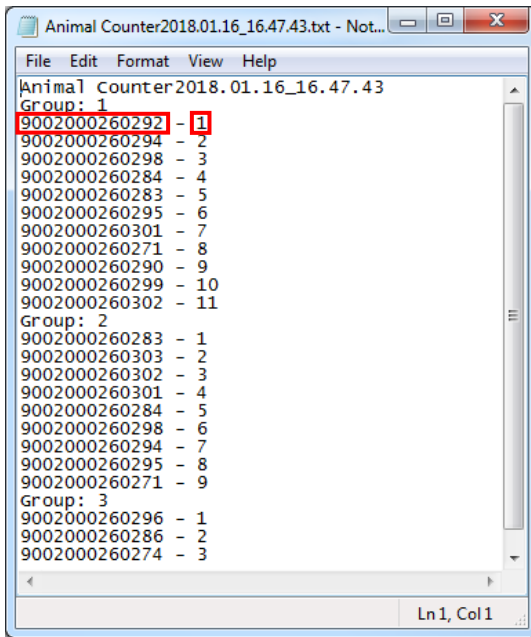 Animal Counter2018.01.16_16.47.43.txt - Not...
File Edit Format View Help
Animal Counter2018.01.16_16.47.43
Group: 1
9002000260292 - 1
9002000260294 - 2
9002000260298 - 3
9002000260284 - 4
9002000260283 - 5
9002000260295 - 6
9002000260301 - 7
9002000260271 - 8
9002000260290 - 9
9002000260299 - 10
9002000260302 - 11
Group: 2
9002000260283 - 1
9002000260303 - 2
9002000260302 - 3
9002000260301 - 4
9002000260284 - 5
9002000260298 - 6
9002000260294 - 7
9002000260295 - 8
9002000260271 - 9
Group: 3
9002000260296 - 1
9002000260286 - 2
9002000260274 - 3
Ln 1, Col 1